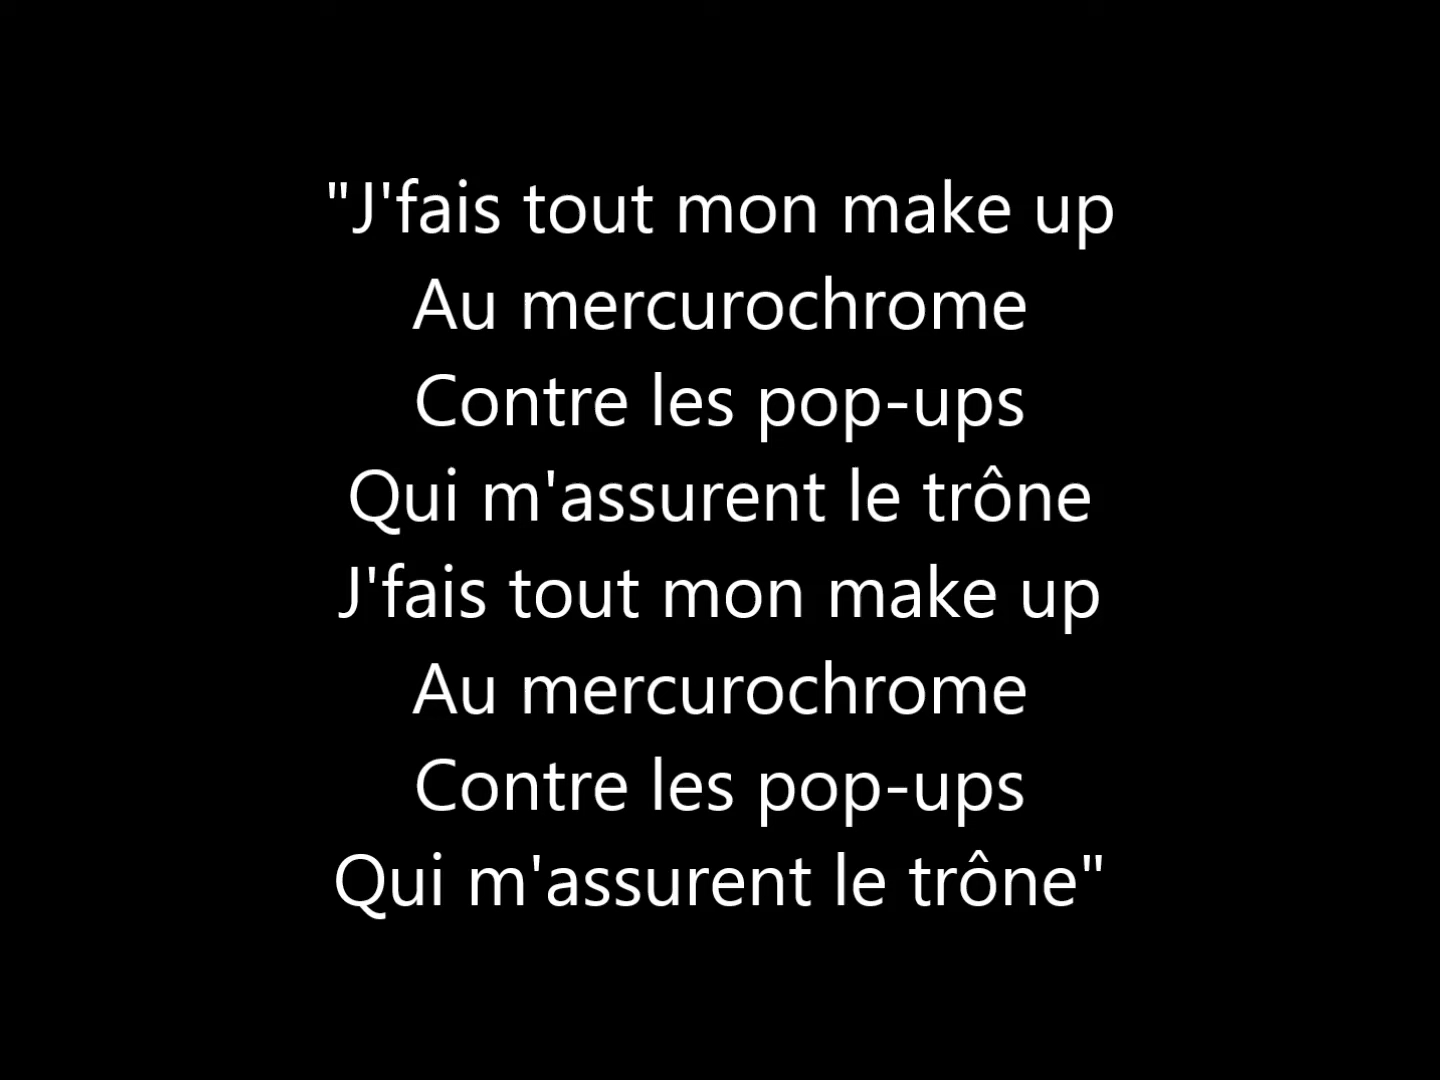 "J'fais tout mon make up
Au mercurochrome
Contre les pop-ups
Qui m'assurent le trône
J'fais tout mon make up
Au mercurochrome
Contre les pop-ups
Qui m'assurent le trône"